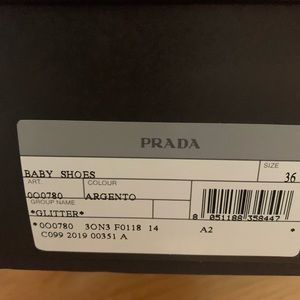 PRADA
SIZE
BABY SHOES 36
ART. COLOUR
0O0780 ARGENTO
GROUP NAME
*GLITTER*
8 051188 358447
*0O0780 3ON3 F0118 14 A2 *
C099 2019 00351 A